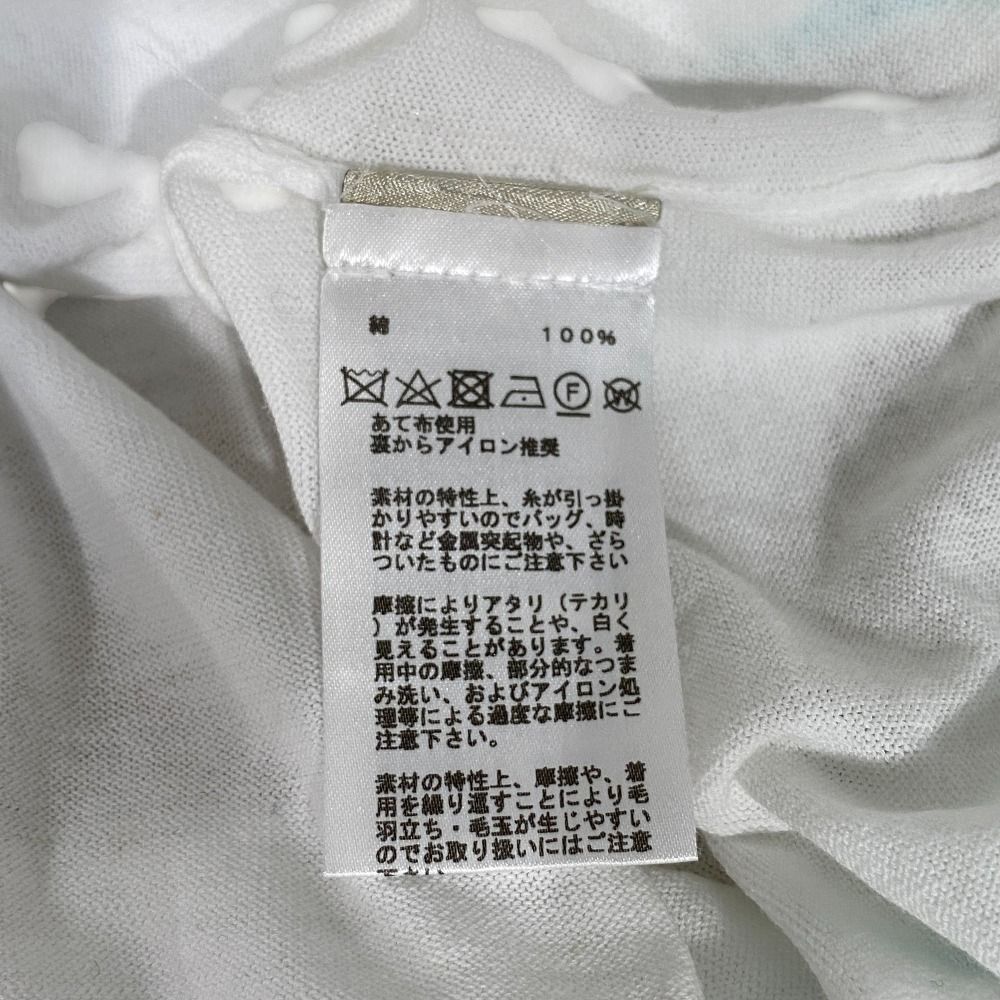 綿 100%
F W
あて布使用
裏からアイロン推奨
素材の特性上、糸が引っ掛
かりやすいのでバッグ、時
計など金属突起物や、ざら
ついたものにご注意下さい
摩擦によりアタリ（テカリ
）が発生することや、白く
見えることがあります。着
用中の摩擦、部分的なつま
み洗い、およびアイロン処
理等による過度な摩擦にご
注意下さい。
素材の特性上、摩擦や、着
用を繰り返すことにより毛
羽立ち・毛玉が生じやすい
のでお取り扱いにはご注意